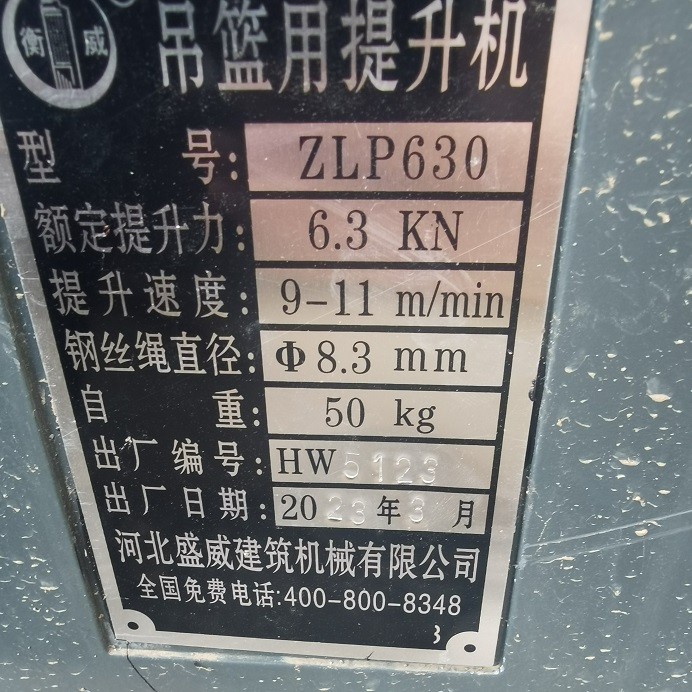 衡 威
吊篮用提升机
型 号: ZLP630
额定提升力: 6.3 KN
提升速度: 9-11 m/min
钢丝绳直径: Φ8.3 mm
自 重: 50 kg
出厂编号: HW 5123
出厂日期: 2023年3月
河北盛威建筑机械有限公司
全国免费电话:400-800-8348
3